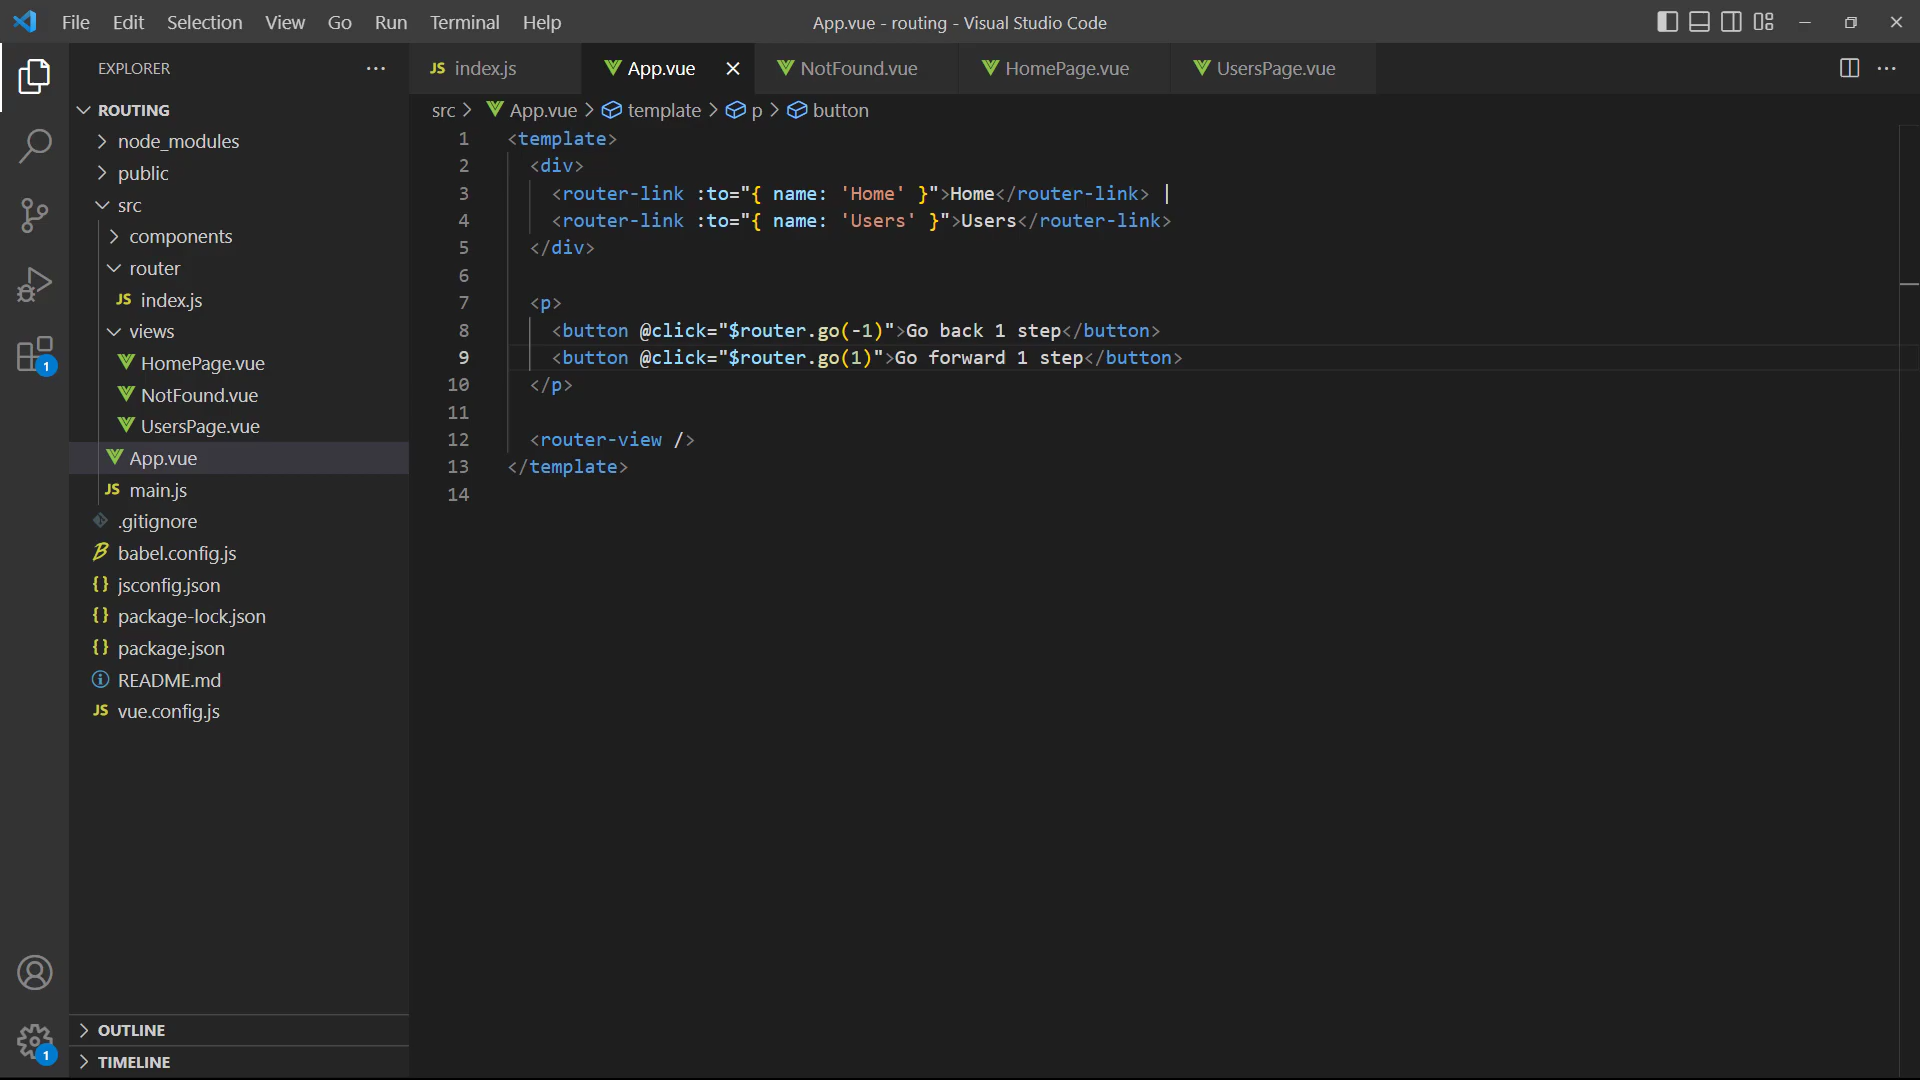 File Edit Selection View Go Run Terminal Help
App.vue - routing - Visual Studio Code
EXPLORER
ROUTING
node_modules
public
src
components
router
JS index.js
views
HomePage.vue
NotFound.vue
UsersPage.vue
App.vue
JS main.js
.gitignore
babel.config.js
{} jsconfig.json
{} package-lock.json
{} package.json
README.md
JS vue.config.js
OUTLINE
TIMELINE
1
1
JS index.js App.vue NotFound.vue HomePage.vue UsersPage.vue
src > App.vue > template > p > button
1 <template>
2 <div>
3 <router-link :to="{ name: 'Home' }">Home</router-link> |
4 <router-link :to="{ name: 'Users' }">Users</router-link>
5 </div>
6
7 <p>
8 <button @click="$router.go(-1)">Go back 1 step</button>
9 <button @click="$router.go(1)">Go forward 1 step</button>
10 </p>
11
12 <router-view />
13 </template>
14